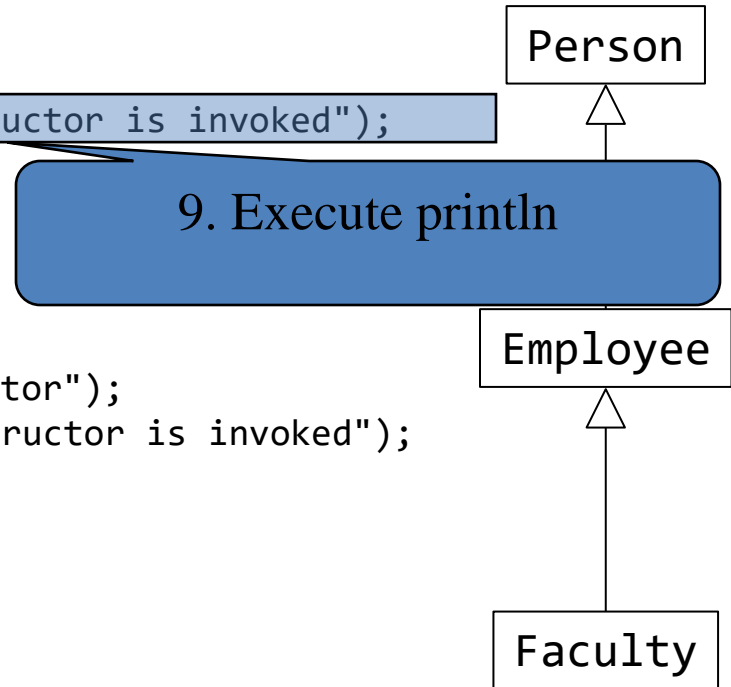 Person
uctor is invoked");
9. Execute println
Employee
tor");
ructor is invoked");
Faculty